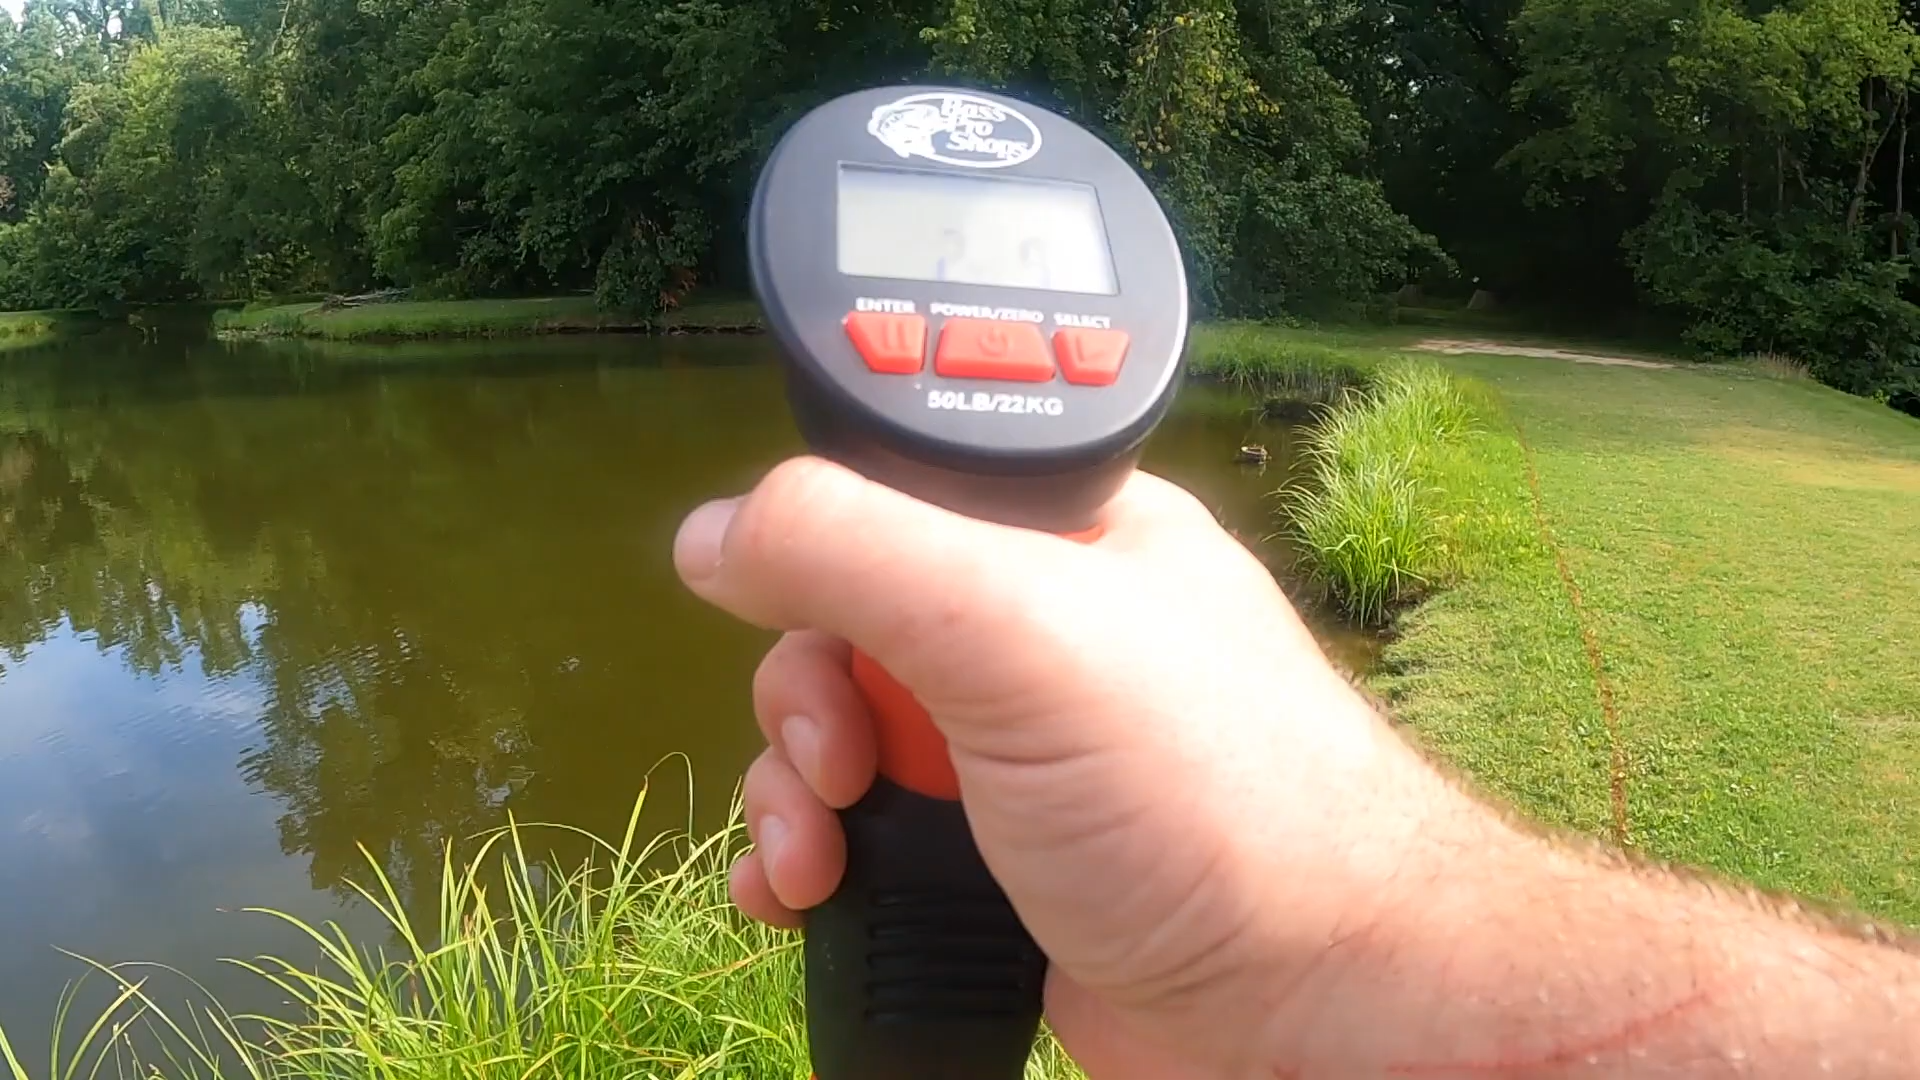 Bass
Pro
Shops
ENTER POWER/ZERO SELECT
50LB/22KG